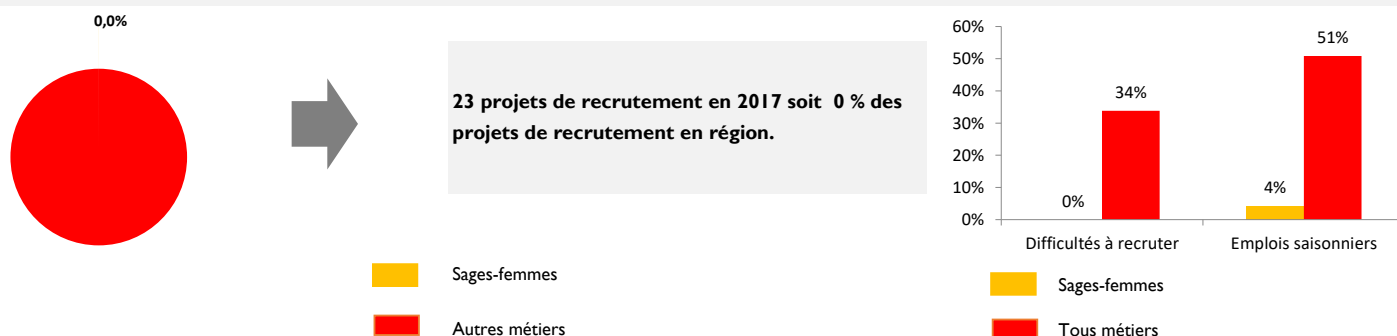 0,0%
23 projets de recrutement en 2017 soit  0 % des
projets de recrutement en région.
Sages-femmes
Autres métiers
60%
50%
40%
30%
20%
10%
0%
0%
34%
4%
51%
Difficultés à recruter
Emplois saisonniers
Sages-femmes
Tous métiers